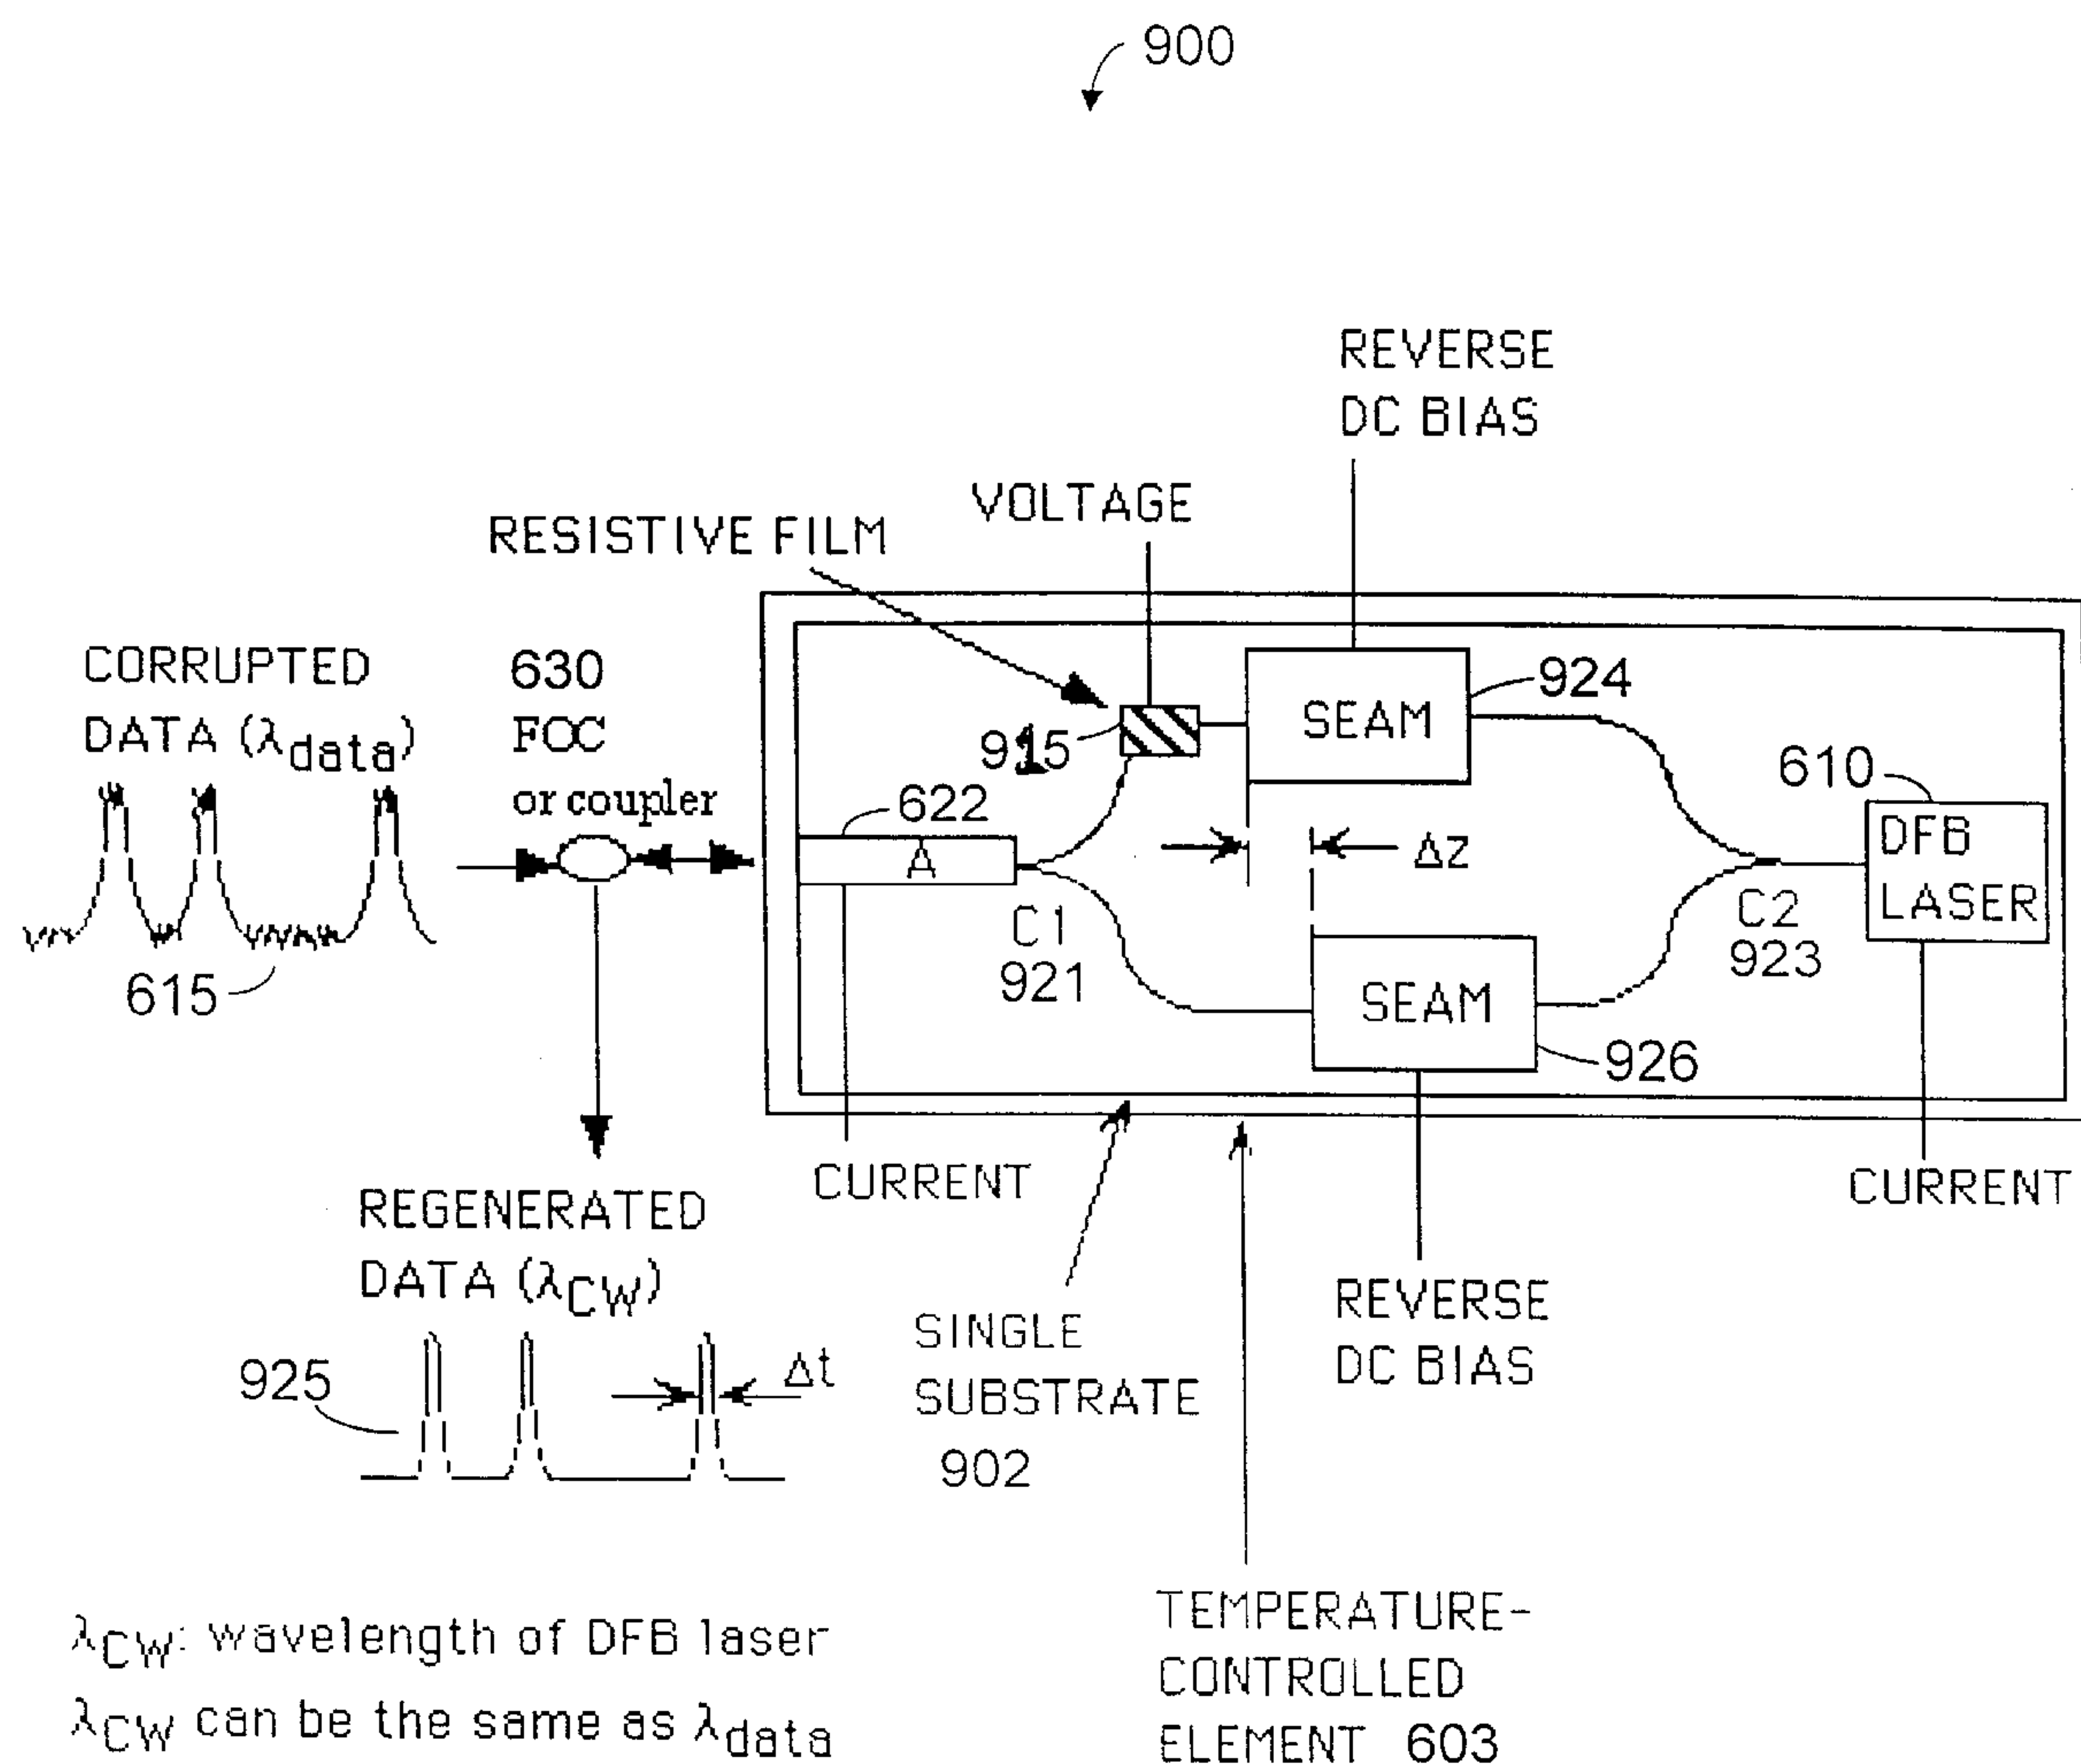 900
REVERSE
DC BIAS
VOLTAGE
RESISTIVE FILM
CORRUPTED
DATA (λdata)
630
FOC
or coupler
924
SEAM
915
622
A
610
DFB
LASER
ΔZ
C1
921
C2
923
615
SEAM
926
CURRENT
CURRENT
REGENERATED
DATA (λCW)
925
Δt
SINGLE
SUBSTRATE
902
REVERSE
DC BIAS
λCW: wavelength of DFB laser
λCW can be the same as λdata
TEMPERATURE-
CONTROLLED
ELEMENT 603